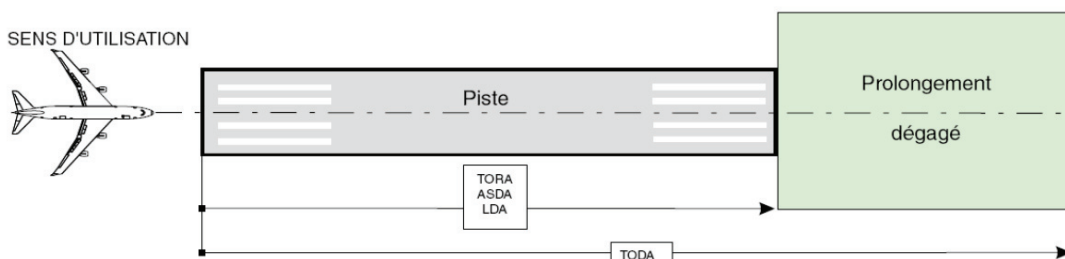 SENS D'UTILISATION
Piste
Prolongement
dégagé
TORA
ASDA
LDA
TODA